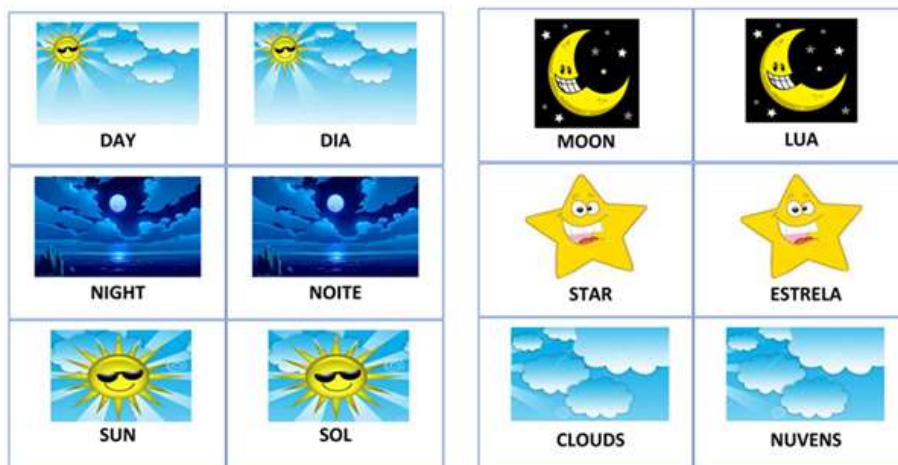 DAY
DIA
NIGHT
NOITE
SUN
SOL
MOON
LUA
STAR
ESTRELA
CLOUDS
NUVENS